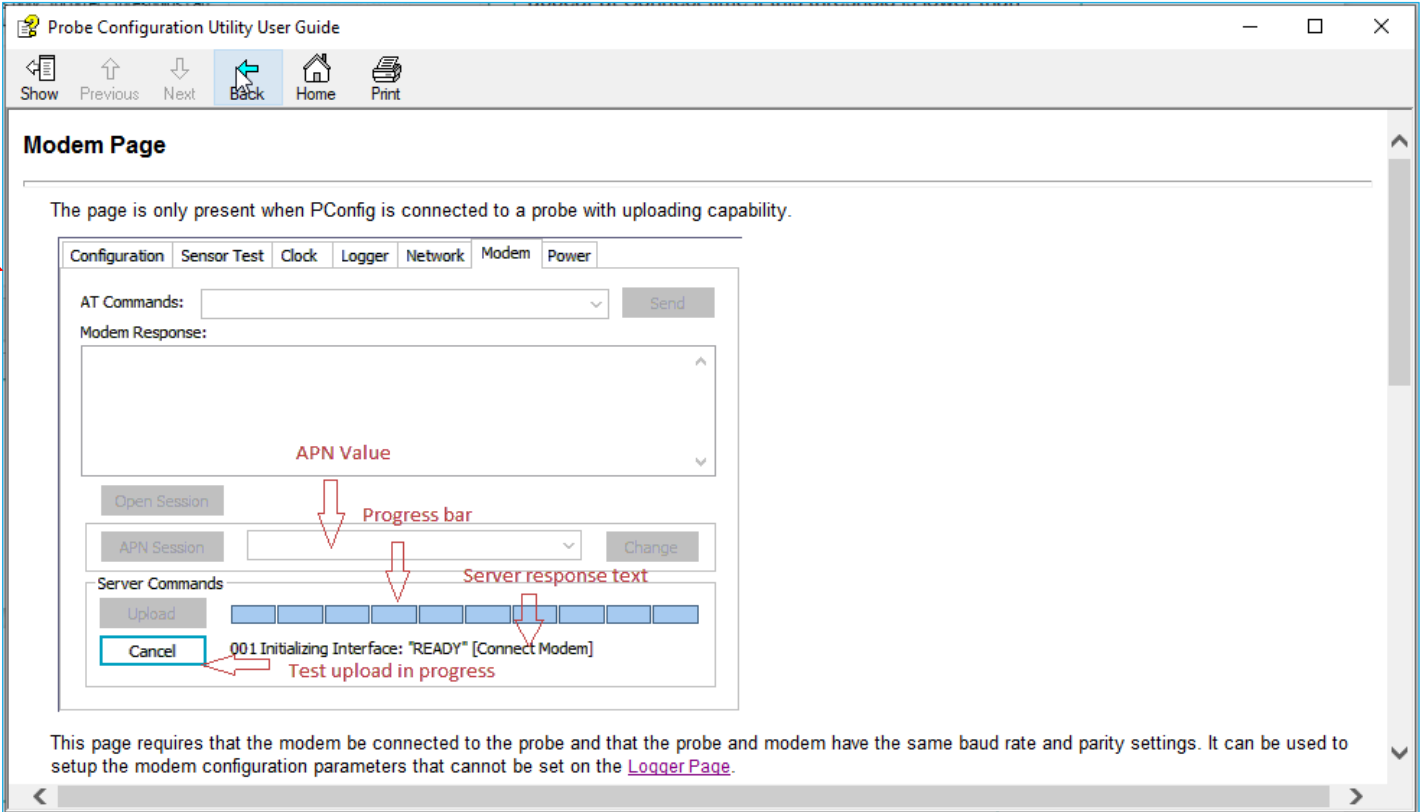 Probe Configuration Utility User Guide
Show Previous Next Back Home Print
Modem Page
The page is only present when PConfig is connected to a probe with uploading capability.
Configuration Sensor Test Clock Logger Network Modem Power
AT Commands: Send
Modem Response:
APN Value
Open Session
Progress bar
APN Session Change
Server response text
Server Commands
Upload
Cancel 001 Initializing Interface: "READY" [Connect Modem]
Test upload in progress
This page requires that the modem be connected to the probe and that the probe and modem have the same baud rate and parity settings. It can be used to
setup the modem configuration parameters that cannot be set on the Logger Page.